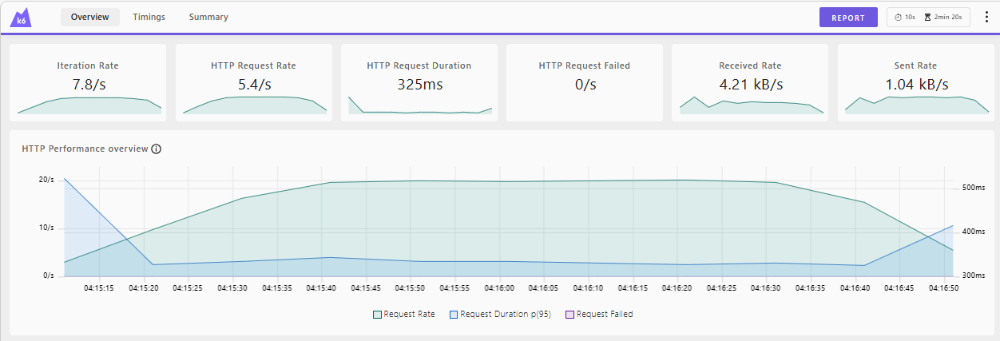 k6 Overview Timings Summary REPORT 10s 2min 20s
Iteration Rate HTTP Request Rate HTTP Request Duration HTTP Request Failed Received Rate Sent Rate
7.8/s 5.4/s 325ms 0/s 4.21 kB/s 1.04 kB/s
HTTP Performance overview
20/s 500ms
10/s 400ms
0/s 300ms
04:15:15 04:15:20 04:15:25 04:15:30 04:15:35 04:15:40 04:15:45 04:15:50 04:15:55 04:16:00 04:16:05 04:16:10 04:16:15 04:16:20 04:16:25 04:16:30 04:16:35 04:16:40 04:16:45 04:16:50
Request Rate Request Duration p(95) Request Failed